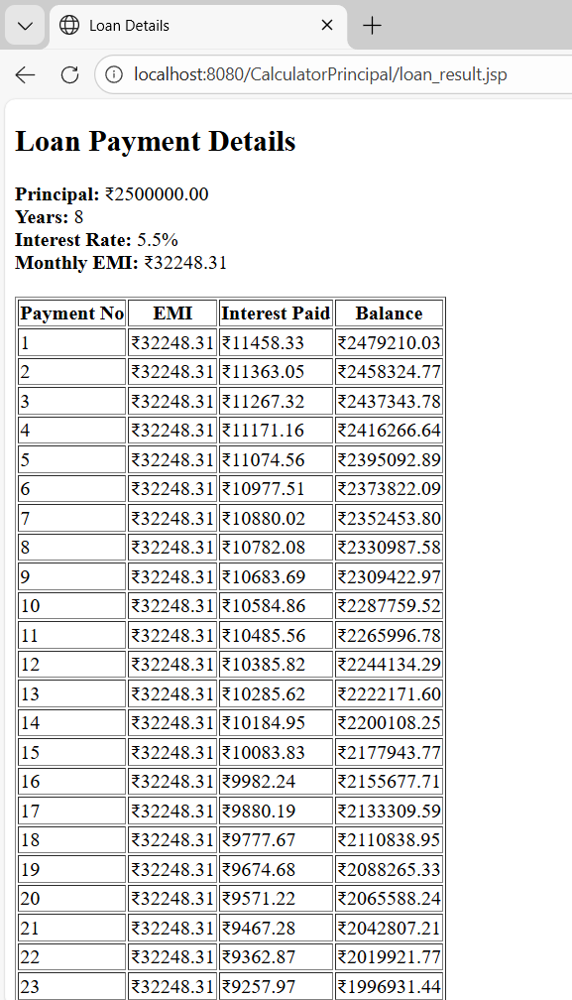 Loan Details
localhost:8080/CalculatorPrincipal/loan_result.jsp
Loan Payment Details
Principal: ₹2500000.00
Years: 8
Interest Rate: 5.5%
Monthly EMI: ₹32248.31
Payment No EMI Interest Paid Balance
1 ₹32248.31 ₹11458.33 ₹2479210.03
2 ₹32248.31 ₹11363.05 ₹2458324.77
3 ₹32248.31 ₹11267.32 ₹2437343.78
4 ₹32248.31 ₹11171.16 ₹2416266.64
5 ₹32248.31 ₹11074.56 ₹2395092.89
6 ₹32248.31 ₹10977.51 ₹2373822.09
7 ₹32248.31 ₹10880.02 ₹2352453.80
8 ₹32248.31 ₹10782.08 ₹2330987.58
9 ₹32248.31 ₹10683.69 ₹2309422.97
10 ₹32248.31 ₹10584.86 ₹2287759.52
11 ₹32248.31 ₹10485.56 ₹2265996.78
12 ₹32248.31 ₹10385.82 ₹2244134.29
13 ₹32248.31 ₹10285.62 ₹2222171.60
14 ₹32248.31 ₹10184.95 ₹2200108.25
15 ₹32248.31 ₹10083.83 ₹2177943.77
16 ₹32248.31 ₹9982.24 ₹2155677.71
17 ₹32248.31 ₹9880.19 ₹2133309.59
18 ₹32248.31 ₹9777.67 ₹2110838.95
19 ₹32248.31 ₹9674.68 ₹2088265.33
20 ₹32248.31 ₹9571.22 ₹2065588.24
21 ₹32248.31 ₹9467.28 ₹2042807.21
22 ₹32248.31 ₹9362.87 ₹2019921.77
23 ₹32248.31 ₹9257.97 ₹1996931.44